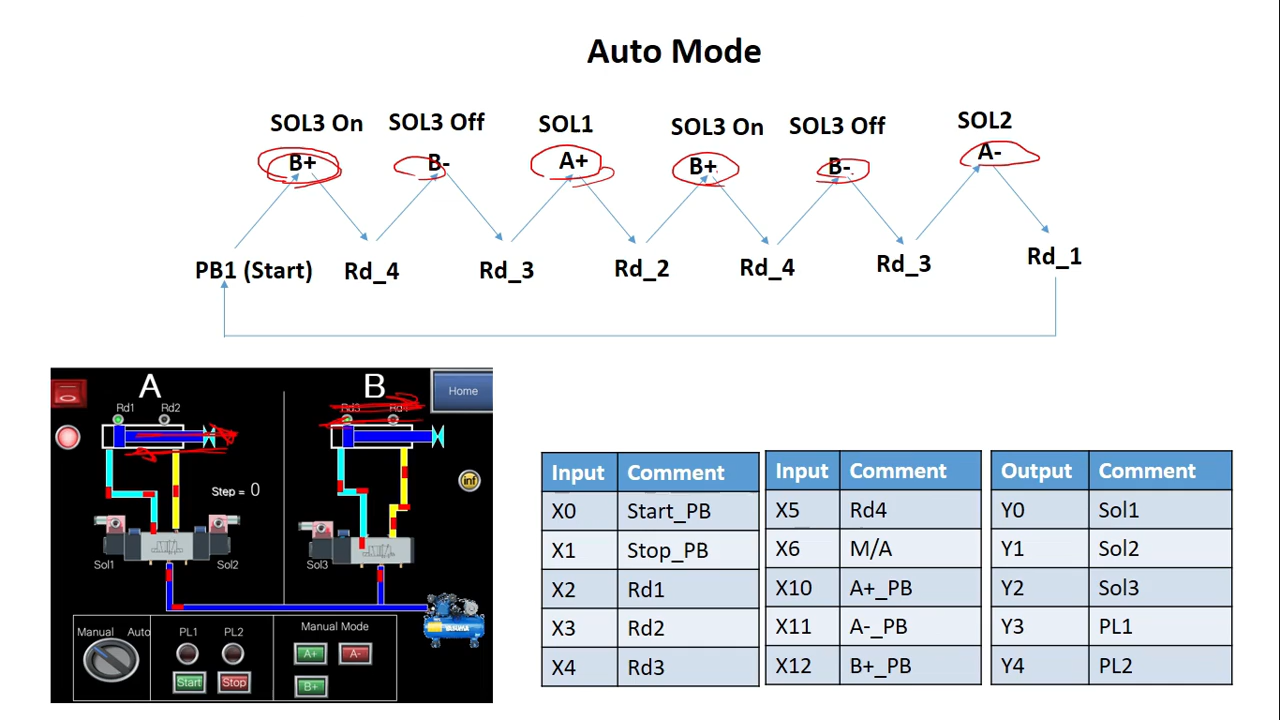 Auto Mode
SOL3 On SOL3 Off SOL1 SOL3 On SOL3 Off SOL2
B+ B- A+ B+ B- A-
PB1 (Start) Rd_4 Rd_3 Rd_2 Rd_4 Rd_3 Rd_1
A B Home
Rd1 Rd2 Rd3 Rd4
Step = 0
inf
Sol1 Sol2 Sol3
Manual Auto PL1 PL2 Manual Mode
A+ A-
Start Stop B+
Input Comment
X0 Start_PB
X1 Stop_PB
X2 Rd1
X3 Rd2
X4 Rd3
Input Comment
X5 Rd4
X6 M/A
X10 A+_PB
X11 A-_PB
X12 B+_PB
Output Comment
Y0 Sol1
Y1 Sol2
Y2 Sol3
Y3 PL1
Y4 PL2